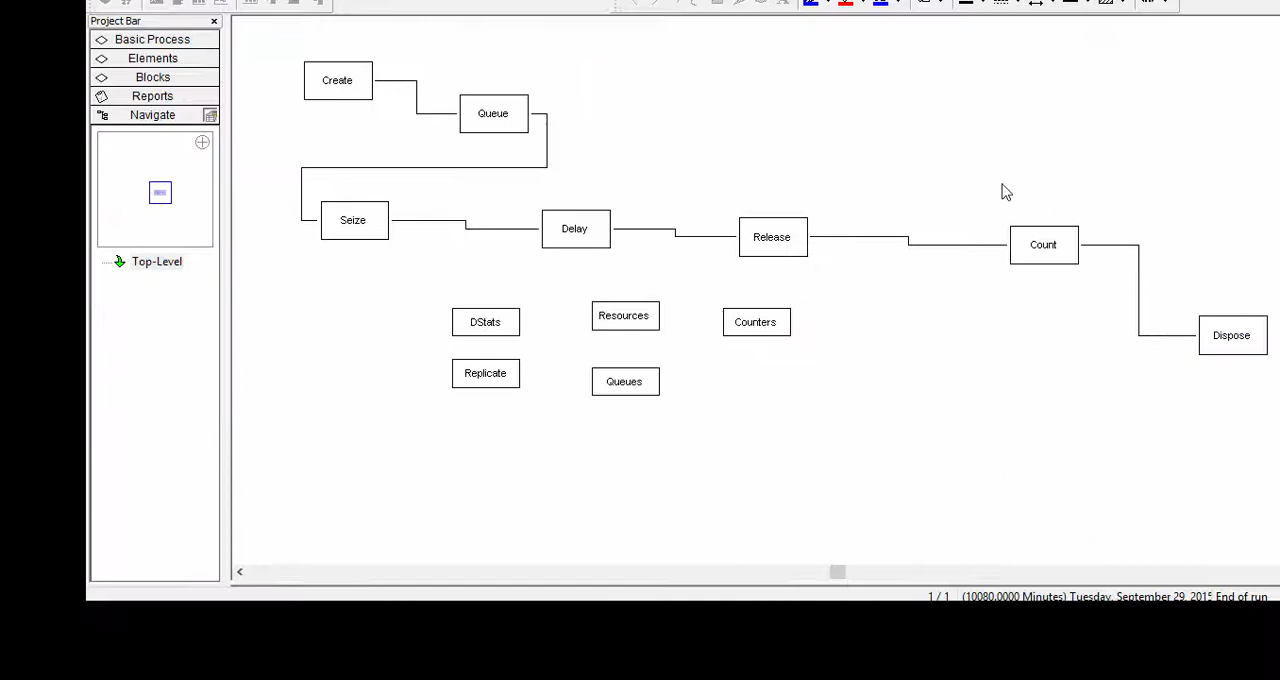 Project Bar
Basic Process
Elements
Blocks
Reports
Navigate
Top-Level
Create
Queue
Seize
Delay
Release
Count
Dispose
DStats
Resources
Counters
Replicate
Queues
1 / 1 (10080.0000 Minutes) Tuesday, September 29, 2015 End of run